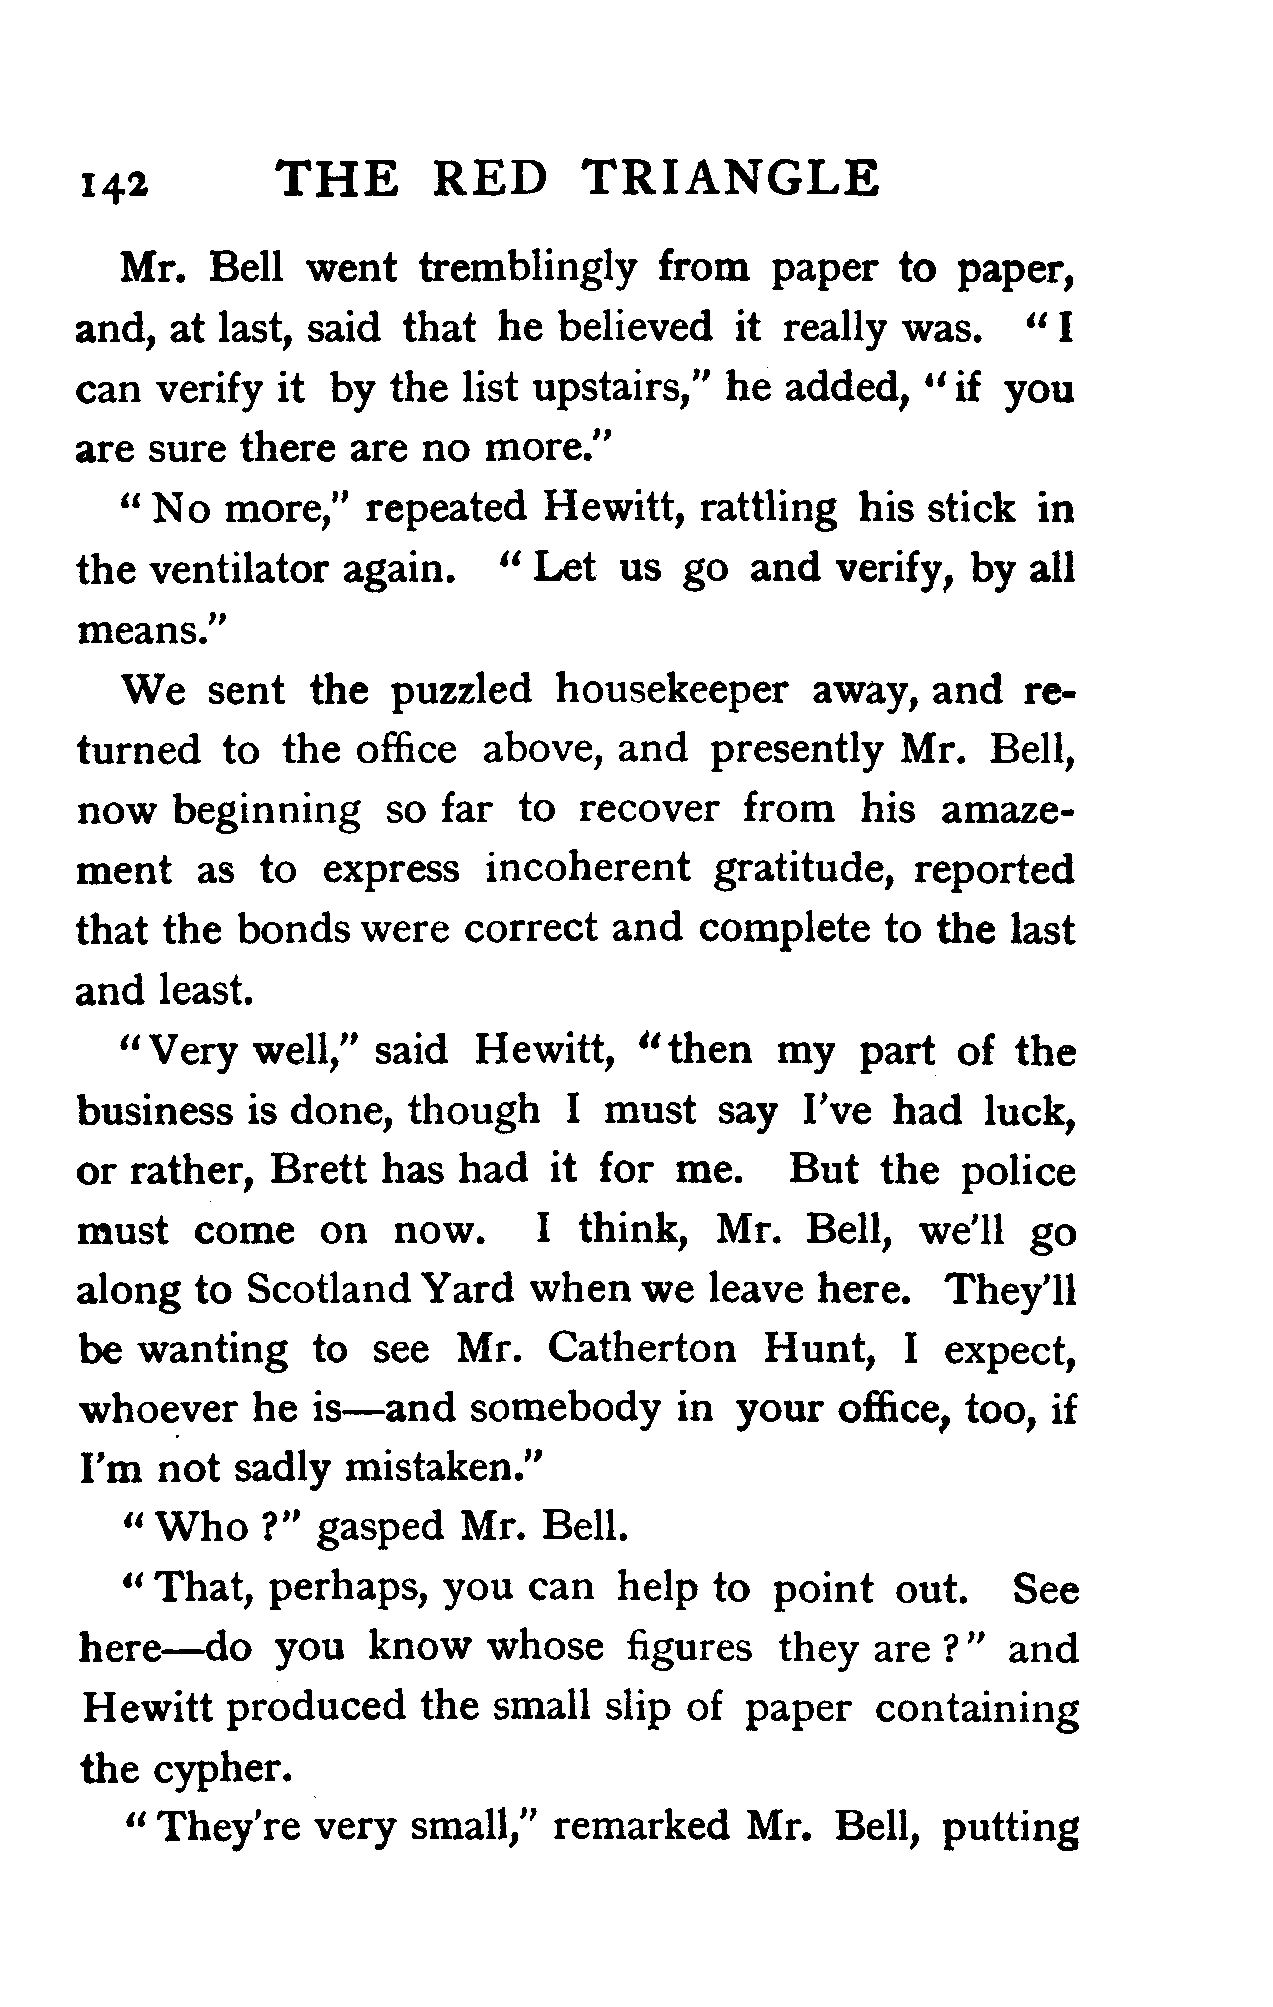 142 THE RED TRIANGLE
Mr. Bell went tremblingly from paper to paper,
and, at last, said that he believed it really was. "I
can verify it by the list upstairs," he added, "if you
are sure there are no more."
"No more," repeated Hewitt, rattling his stick in
the ventilator again. "Let us go and verify, by all
means."
We sent the puzzled housekeeper away, and re-
turned to the office above, and presently Mr. Bell,
now beginning so far to recover from his amaze-
ment as to express incoherent gratitude, reported
that the bonds were correct and complete to the last
and least.
"Very well," said Hewitt, "then my part of the
business is done, though I must say I've had luck,
or rather, Brett has had it for me. But the police
must come on now. I think, Mr. Bell, we'll go
along to Scotland Yard when we leave here. They'll
be wanting to see Mr. Catherton Hunt, I expect,
whoever he is—and somebody in your office, too, if
I'm not sadly mistaken."
"Who ?" gasped Mr. Bell.
"That, perhaps, you can help to point out. See
here—do you know whose figures they are ?" and
Hewitt produced the small slip of paper containing
the cypher.
"They're very small," remarked Mr. Bell, putting